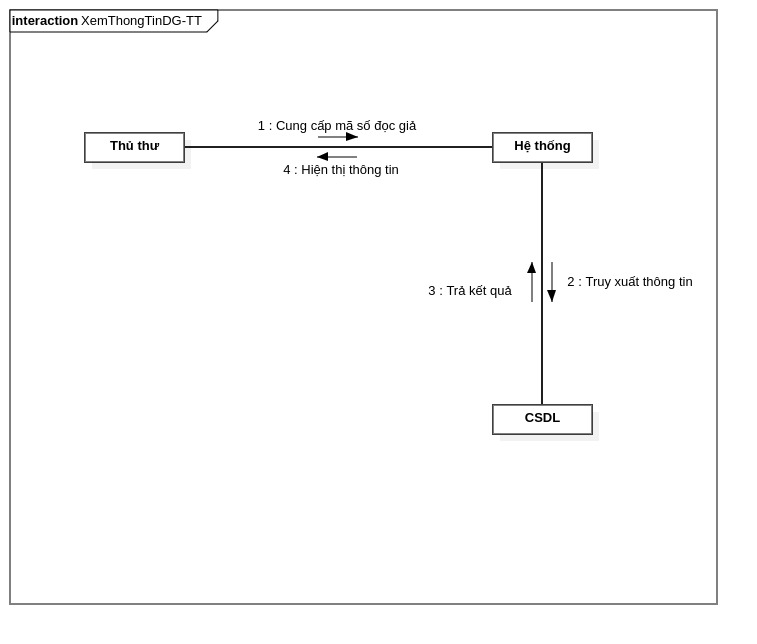 interaction XemThongTinDG-TT
1 : Cung cấp mã số đọc giả
Thủ thư
Hệ thống
4 : Hiện thị thông tin
2 : Truy xuất thông tin
3 : Trả kết quả
CSDL